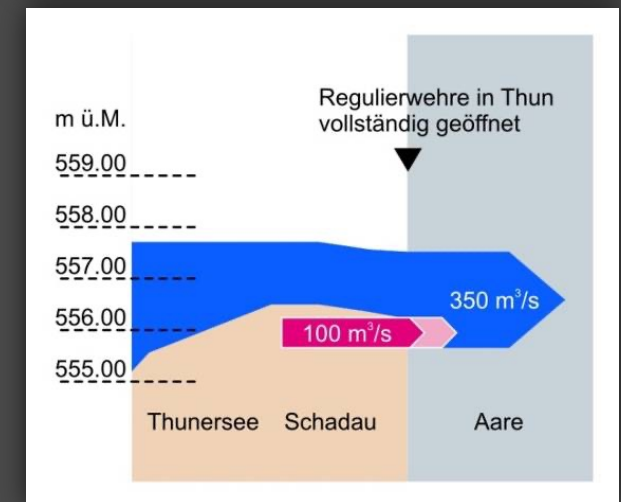 Regulierwehre in Thun
vollständig geöffnet
m ü.M.
559.00
558.00
557.00
350 m³/s
556.00
100 m³/s
555.00
Thunersee Schadau Aare